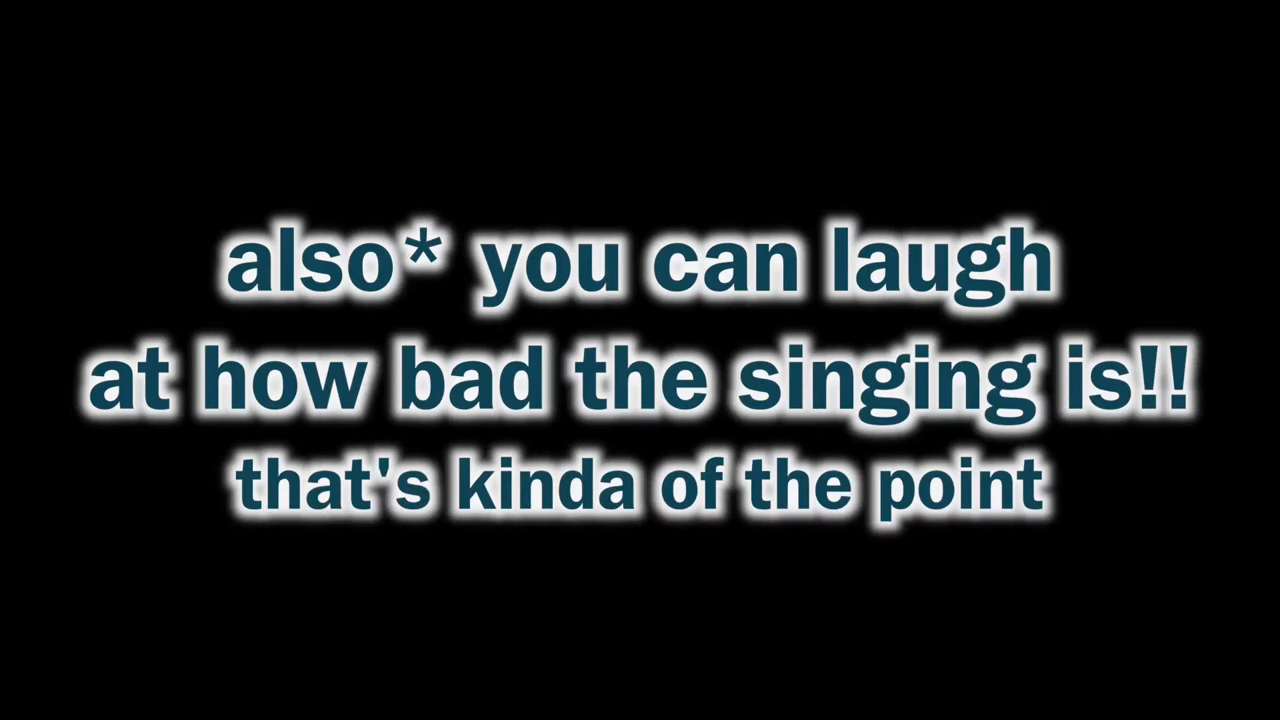 also* you can laugh
at how bad the singing is!!
that's kinda of the point